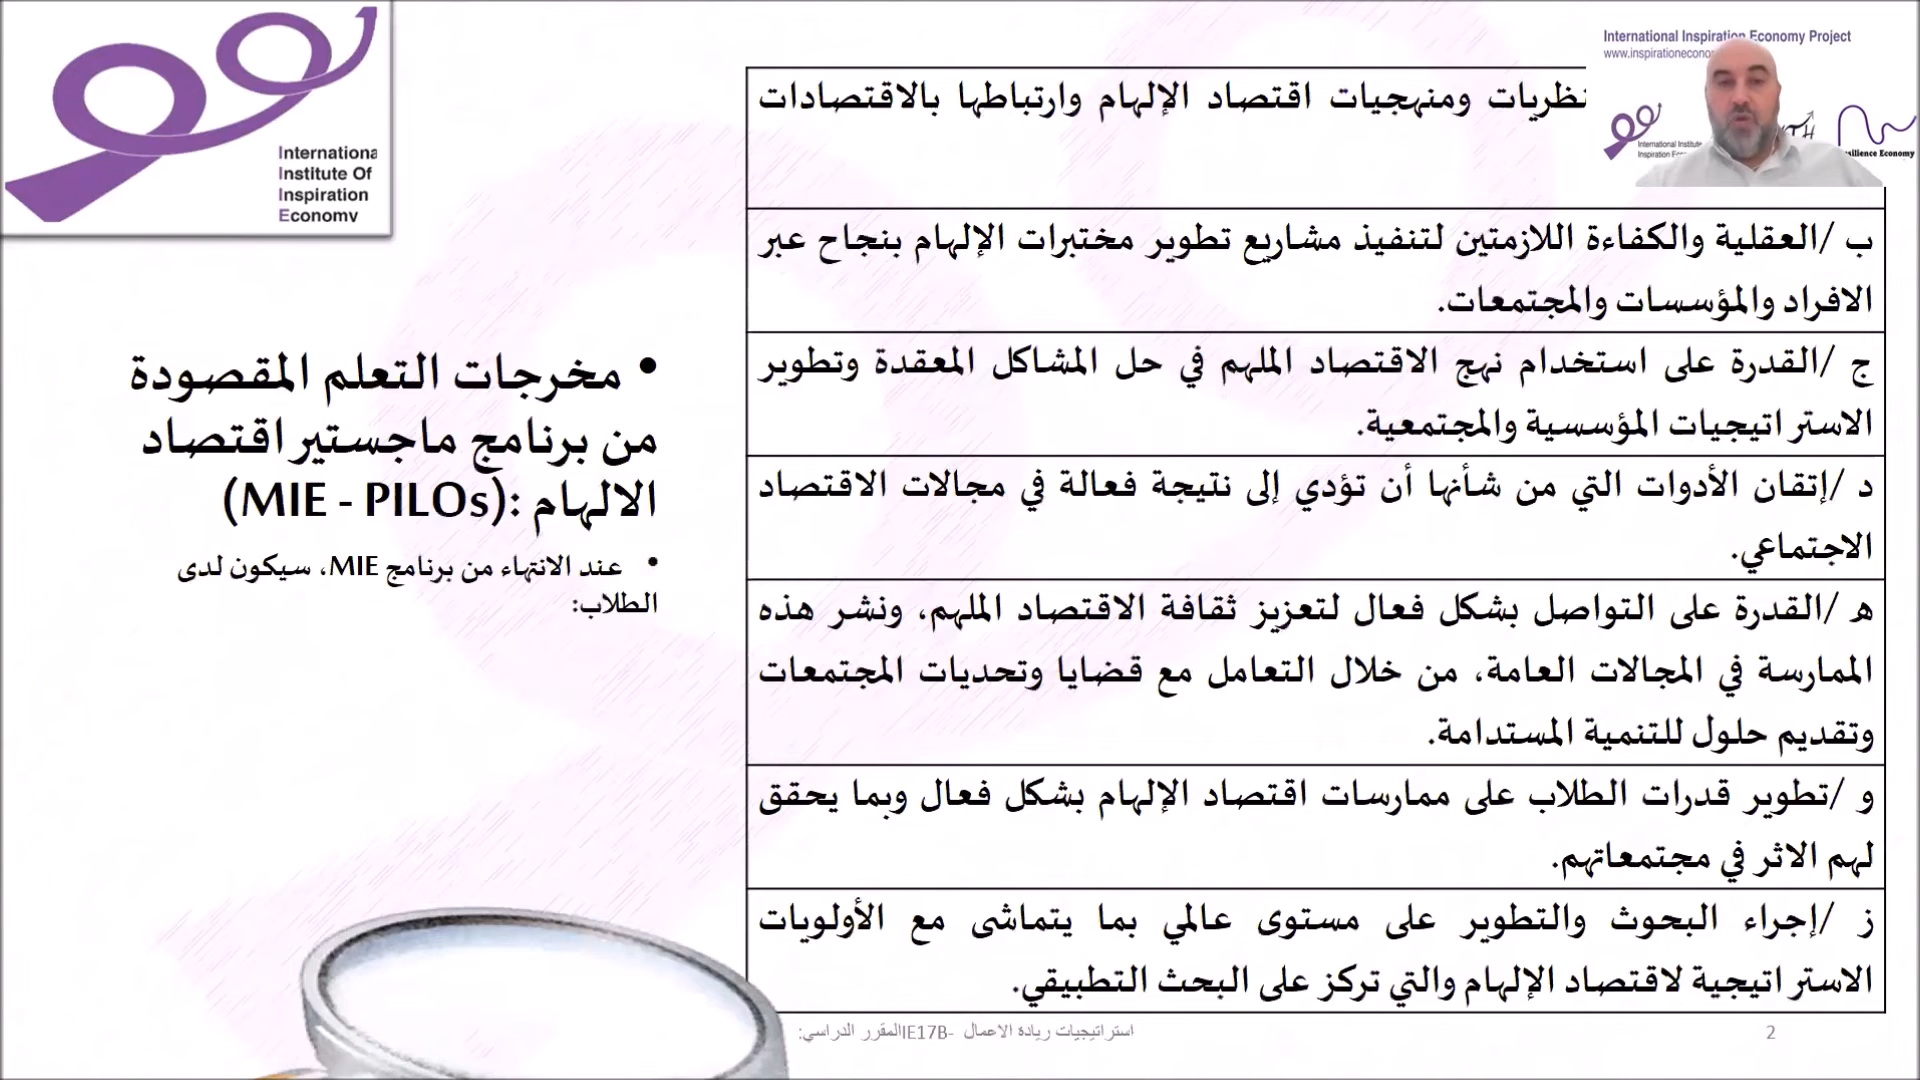 International
Institute Of
Inspiration
Economy
International Inspiration Economy Project
• مخرجات التعلم المقصودة
من برنامج ماجستير اقتصاد
الالهام :(MIE - PILOs)
• عند الانتهاء من برنامج MIE، سيكون لدى
الطلاب:
نظريات ومنهجيات اقتصاد الإلهام وارتباطها بالاقتصادات
ب /العقلية والكفاءة اللازمتين لتنفيذ مشاريع تطوير مختبرات الإلهام بنجاح عبر
الافراد والمؤسسات والمجتمعات.
ج /القدرة على استخدام نهج الاقتصاد الملهم في حل المشاكل المعقدة وتطوير
الاستراتيجيات المؤسسية والمجتمعية.
د /إتقان الأدوات التي من شأنها أن تؤدي إلى نتيجة فعالة في مجالات الاقتصاد
الاجتماعي.
ه /القدرة على التواصل بشكل فعال لتعزيز ثقافة الاقتصاد الملهم، ونشر هذه
الممارسة في المجالات العامة، من خلال التعامل مع قضايا وتحديات المجتمعات
وتقديم حلول للتنمية المستدامة.
و /تطوير قدرات الطلاب على ممارسات اقتصاد الإلهام بشكل فعال وبما يحقق
لهم الاثر في مجتمعاتهم.
ز /إجراء البحوث والتطوير على مستوى عالمي بما يتماشى مع الأولويات
الاستراتيجية لاقتصاد الإلهام والتي تركز على البحث التطبيقي.
استراتيجيات ريادة الاعمال -IE17Bالمقرر الدراسي:
2